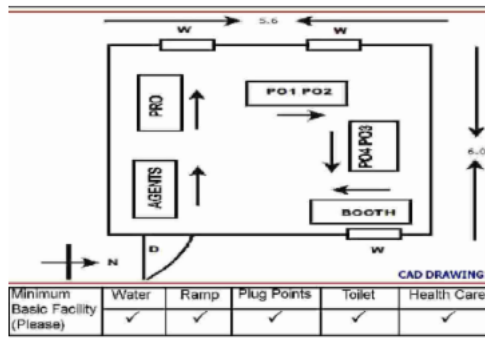 5.6
W W
PRO
PO1 PO2
PO4 PO3
6.0
AGENTS
BOOTH
D
W
N
CAD DRAWING
Minimum Basic Facility (Please) Water Ramp Plug Points Toilet Health Care
✓ ✓ ✓ ✓ ✓